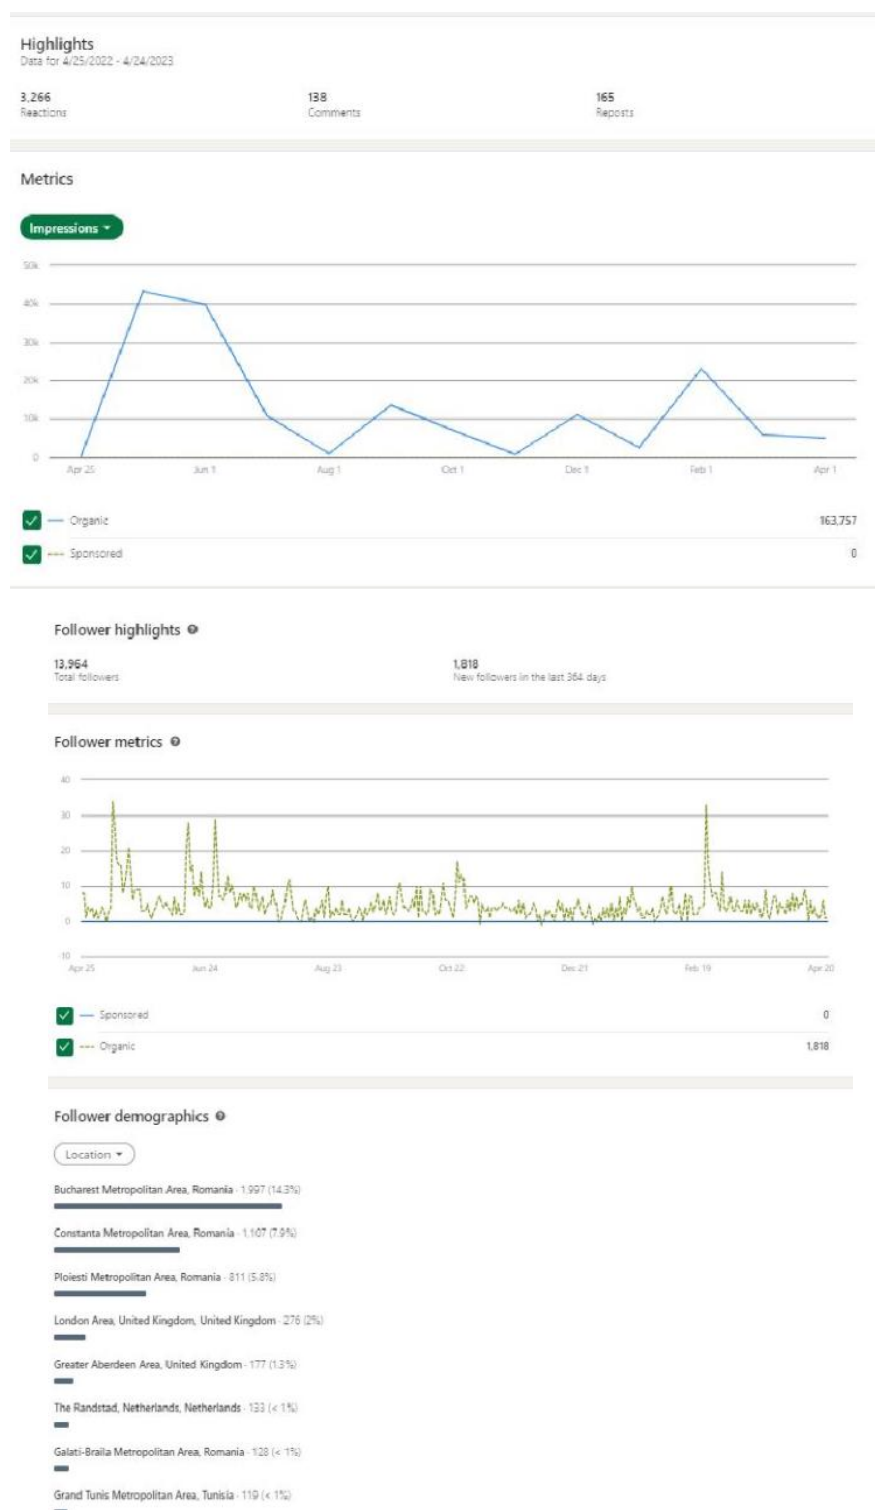 Highlights
Data for 4/25/2022 - 4/24/2023
3,266 138 165
Reactions Comments Reposts
Metrics
Impressions
50k
40k
30k
20k
10k
0
Apr 25 Jun 1 Aug 1 Oct 1 Dec 1 Feb 1 Apr 1
Organic 163,757
Sponsored 0
Follower highlights
13,964 1,818
Total followers New followers in the last 364 days
Follower metrics
40
30
20
10
0
10
Apr 25 Jun 24 Aug 23 Oct 22 Dec 21 Feb 19 Apr 20
Sponsored 0
Organic 1,818
Follower demographics
Location
Bucharest Metropolitan Area, Romania · 1,997 (14.3%)
Constanta Metropolitan Area, Romania · 1,107 (7.9%)
Ploiesti Metropolitan Area, Romania · 811 (5.8%)
London Area, United Kingdom, United Kingdom · 276 (2%)
Greater Aberdeen Area, United Kingdom · 177 (1.3%)
The Randstad, Netherlands, Netherlands · 133 (< 1%)
Galati-Braila Metropolitan Area, Romania · 128 (< 1%)
Grand Tunis Metropolitan Area, Tunisia · 119 (< 1%)